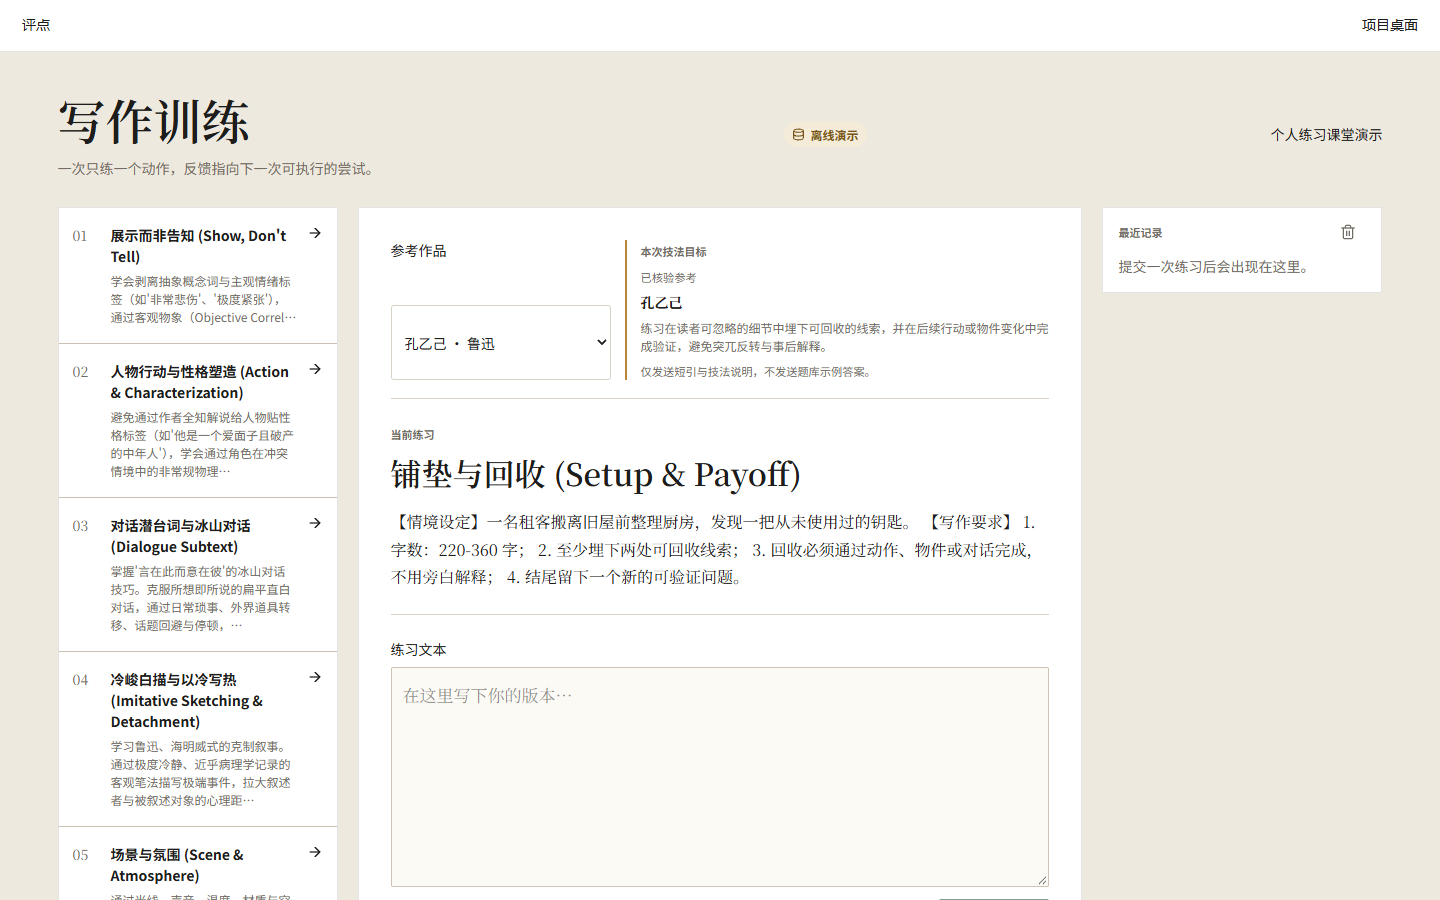 评点
项目桌面
写作训练
一次只练一个动作，反馈指向下一次可执行的尝试。
离线演示
个人练习课堂演示
01
展示而非告知 (Show, Don't
Tell)
学会剥离抽象概念词与主观情绪标
签（如'非常悲伤'、'极度紧张'），
通过客观物象（Objective Correl…
02
人物行动与性格塑造 (Action
& Characterization)
避免通过作者全知解说给人物贴性
格标签（如'他是一个爱面子且破产
的中年人'），学会通过角色在冲突
情境中的非常规物理…
03
对话潜台词与冰山对话
(Dialogue Subtext)
掌握'言在此而意在彼'的冰山对话
技巧。克服所想即所说的扁平直白
对话，通过日常琐事、外界道具转
移、话题回避与停顿，…
04
冷峻白描与以冷写热
(Imitative Sketching &
Detachment)
学习鲁迅、海明威式的克制叙事。
通过极度冷静、近乎病理学记录的
客观笔法描写极端事件，拉大叙述
者与被叙述对象的心理距…
05
场景与氛围 (Scene &
Atmosphere)
参考作品
孔乙己 · 鲁迅
本次技法目标
已核验参考
孔乙己
练习在读者可忽略的细节中埋下可回收的线索，并在后续行动或物件变化中完
成验证，避免突兀反转与事后解释。
仅发送短引与技法说明，不发送题库示例答案。
当前练习
铺垫与回收 (Setup & Payoff)
【情境设定】一名租客搬离旧屋前整理厨房，发现一把从未使用过的钥匙。 【写作要求】 1.
字数：220-360 字； 2. 至少埋下两处可回收线索； 3. 回收必须通过动作、物件或对话完成，
不用旁白解释； 4. 结尾留下一个新的可验证问题。
练习文本
在这里写下你的版本…
最近记录
提交一次练习后会出现在这里。